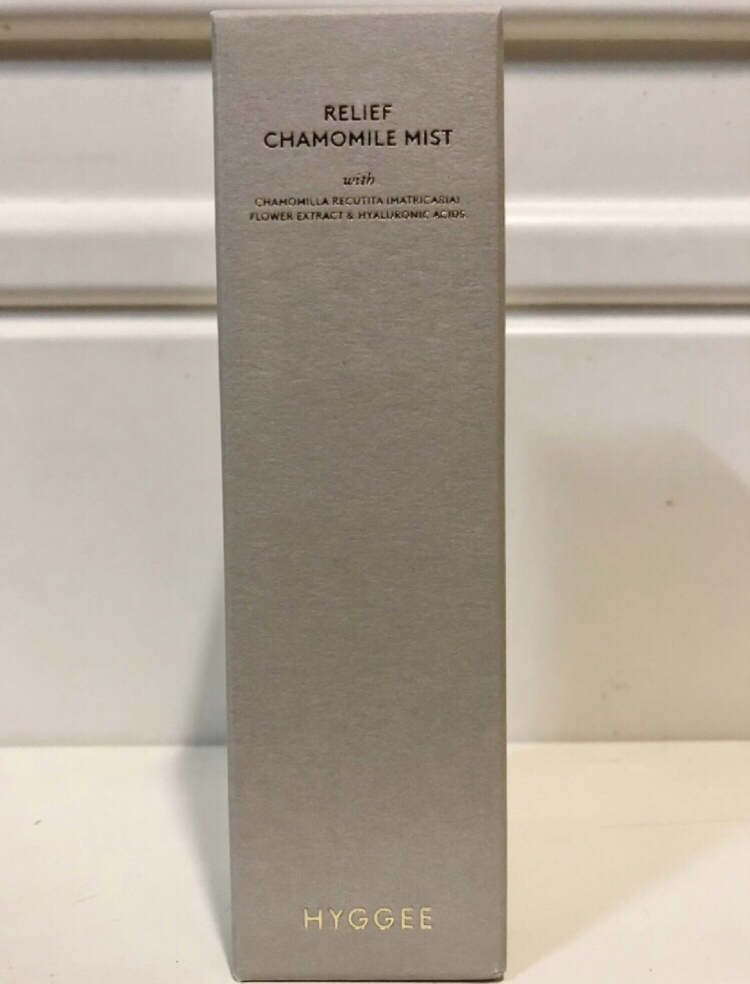 RELIEF
CHAMOMILE MIST
with
CHAMOMILLA RECUTITA (MATRICARIA)
FLOWER EXTRACT & HYALURONIC ACIDS
HYGGEE